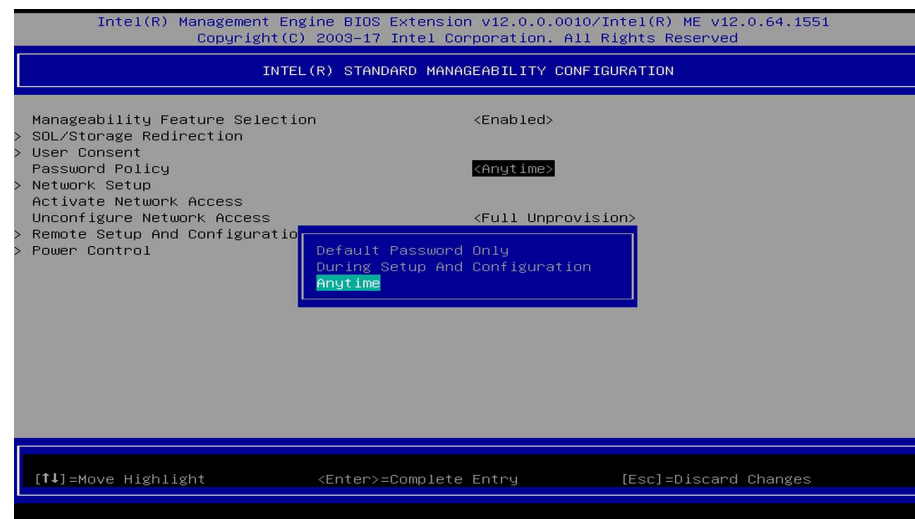 Intel(R) Management Engine BIOS Extension v12.0.0.0010/Intel(R) ME v12.0.64.1551
Copyright(C) 2003-17 Intel Corporation. All Rights Reserved
INTEL(R) STANDARD MANAGEABILITY CONFIGURATION
Manageability Feature Selection <Enabled>
> SOL/Storage Redirection
> User Consent
Password Policy <Anytime>
> Network Setup
Activate Network Access
Unconfigure Network Access <Full Unprovision>
> Remote Setup And Configuratio
> Power Control
Default Password Only
During Setup And Configuration
Anytime
[↑↓]=Move Highlight <Enter>=Complete Entry [Esc]=Discard Changes